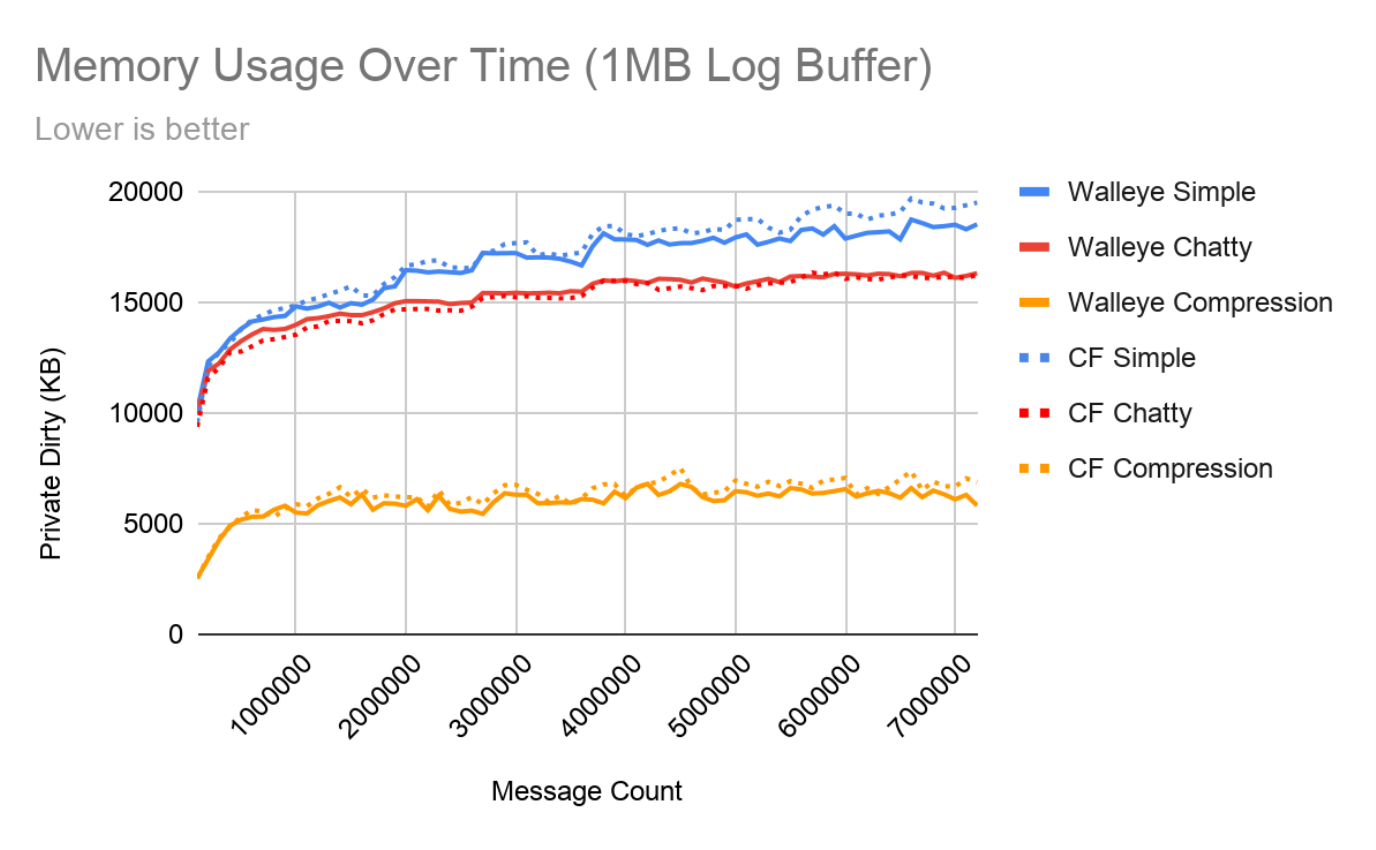 Memory Usage Over Time (1MB Log Buffer)
Lower is better
20000
15000
10000
5000
0
Private Dirty (KB)
1000000
2000000
3000000
4000000
5000000
6000000
7000000
Message Count
Walleye Simple
Walleye Chatty
Walleye Compression
CF Simple
CF Chatty
CF Compression